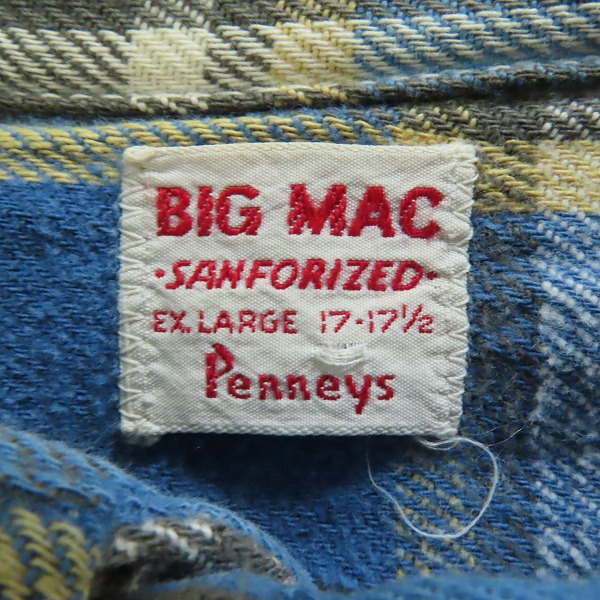 BIG MAC
·SANFORIZED·
EX. LARGE 17-17½
Penneys